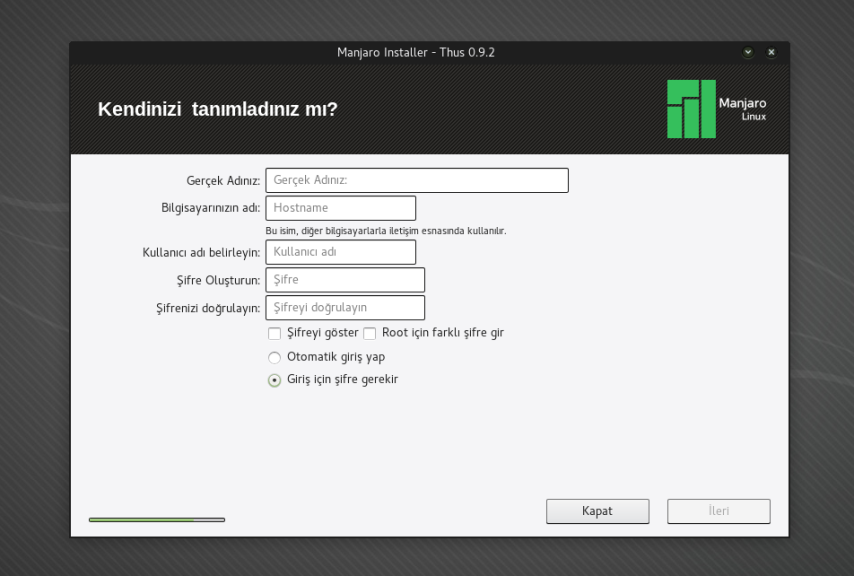 Manjaro Installer - Thus 0.9.2
Kendinizi tanımladınız mı?
Manjaro
Linux
Gerçek Adınız: Gerçek Adınız:
Bilgisayarınızın adı: Hostname
Bu isim, diğer bilgisayarlarla iletişim esnasında kullanılır.
Kullanıcı adı belirleyin: Kullanıcı adı
Şifre Oluşturun: Şifre
Şifrenizi doğrulayın: Şifreyi doğrulayın
Şifreyi göster Root için farklı şifre gir
Otomatik giriş yap
Giriş için şifre gerekir
Kapat İleri